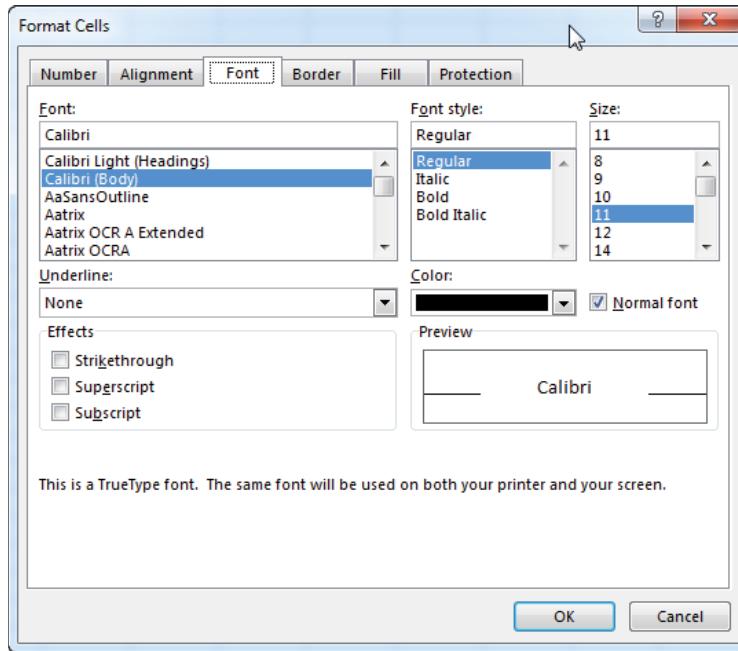 Format Cells
?
Number Alignment Font Border Fill Protection
Font: Font style: Size:
Calibri Regular 11
Calibri Light (Headings) Regular 8
Calibri (Body) Italic 9
AaSansOutline Bold 10
Aatrix Bold Italic 11
Aatrix OCR A Extended 12
Aatrix OCRA 14
Underline: Color:
None Normal font
Effects Preview
Strikethrough
Superscript Calibri
Subscript
This is a TrueType font. The same font will be used on both your printer and your screen.
OK Cancel